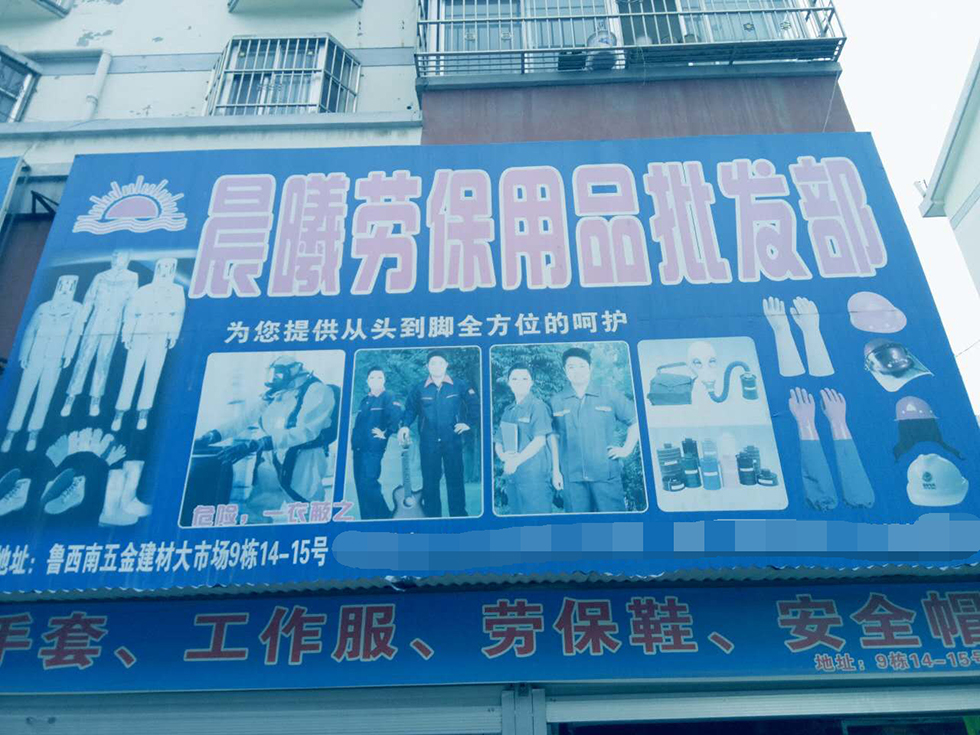 晨曦劳保用品批发部
为您提供从头到脚全方位的呵护
危险，一衣服之
地址：鲁西南五金建材大市场9栋14-15号
手套、工作服、劳保鞋、安全帽
地址：9栋14-15号